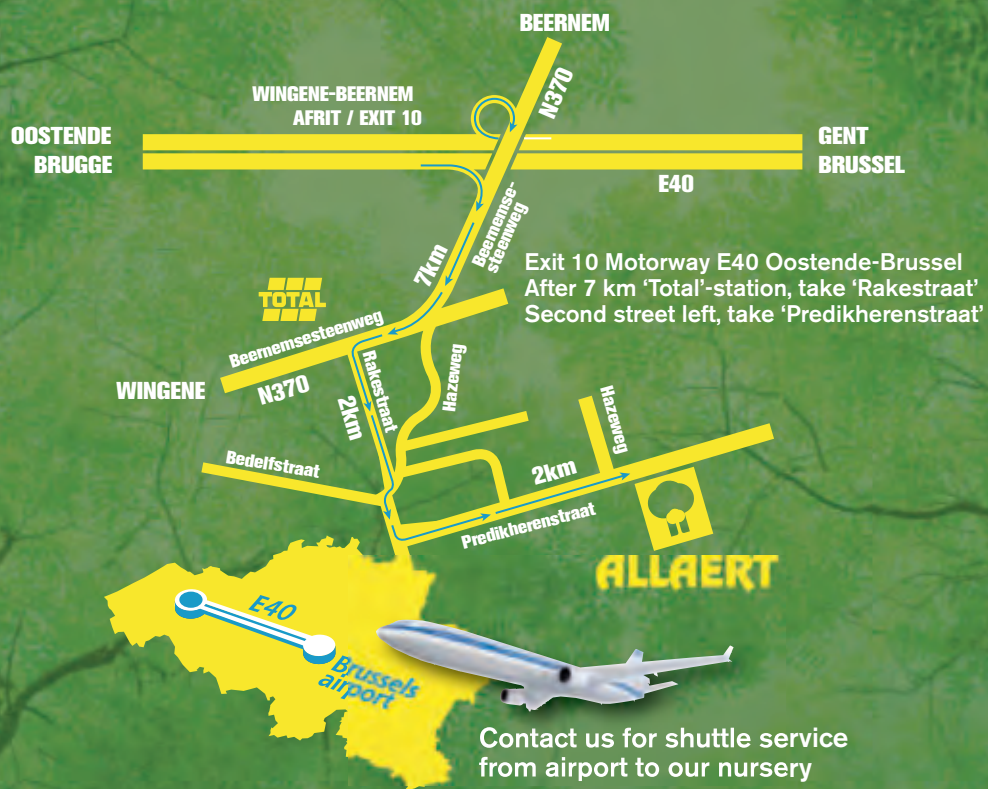 BEERNEM
N370
WINGENE-BEERNEM
AFRIT / EXIT 10
OOSTENDE
BRUGGE
GENT
BRUSSEL
E40
Beernemse-
steenweg
7km
Exit 10 Motorway E40 Oostende-Brussel
After 7 km ‘Total’-station, take ‘Rakestraat’
Second street left, take ‘Predikherenstraat’
TOTAL
Beernemsesteenweg
WINGENE
N370
Rakestraat
2km
Hazeweg
Hazeweg
Bedelfstraat
2km
Predikherenstraat
ALLAERT
E40
Brussels
airport
Contact us for shuttle service
from airport to our nursery